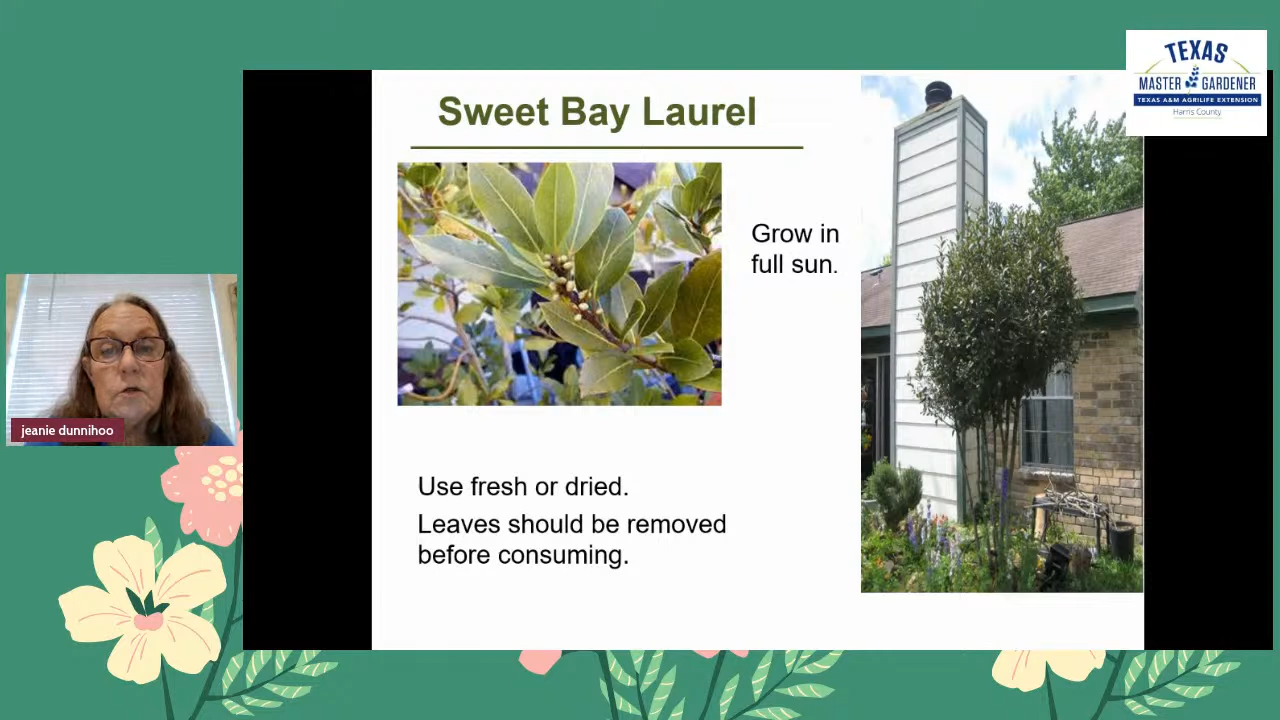 TEXAS
MASTER GARDENER
TEXAS A&M AGRILIFE EXTENSION
Harris County
Sweet Bay Laurel
Grow in
full sun.
jeanie dunnihoo
Use fresh or dried.
Leaves should be removed
before consuming.